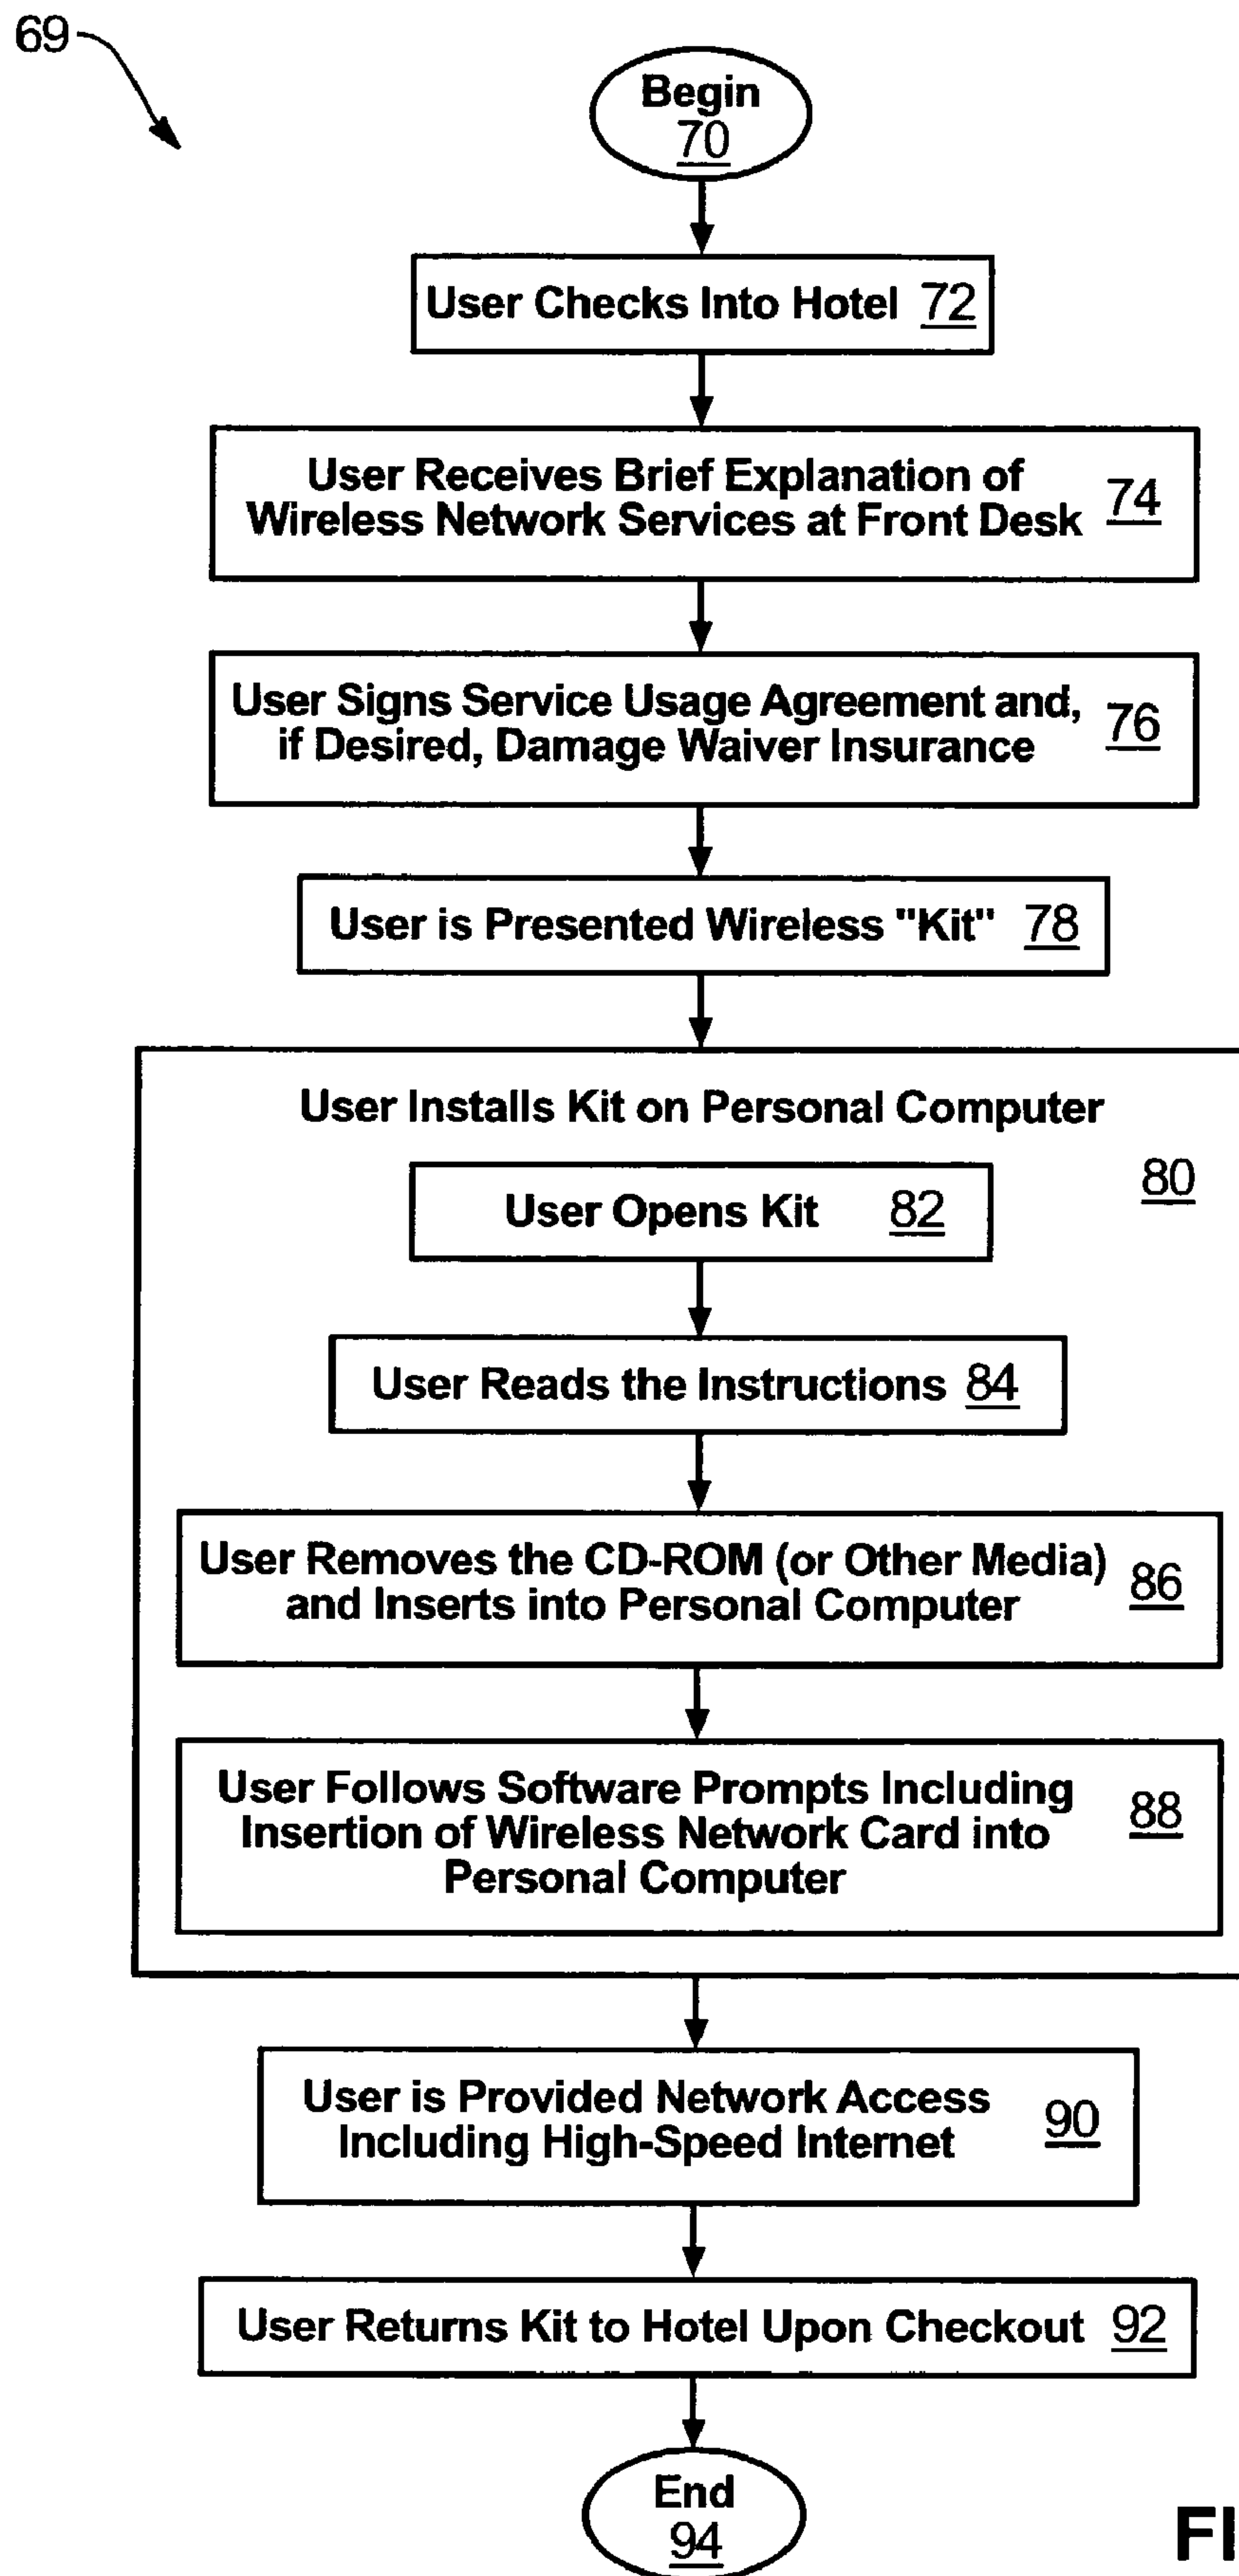 69
Begin
70
User Checks Into Hotel 72
User Receives Brief Explanation of
Wireless Network Services at Front Desk 74
User Signs Service Usage Agreement and,
if Desired, Damage Waiver Insurance 76
User is Presented Wireless "Kit" 78
User Installs Kit on Personal Computer
80
User Opens Kit 82
User Reads the Instructions 84
User Removes the CD-ROM (or Other Media)
and Inserts into Personal Computer 86
User Follows Software Prompts Including
Insertion of Wireless Network Card into
Personal Computer 88
User is Provided Network Access
Including High-Speed Internet 90
User Returns Kit to Hotel Upon Checkout 92
End
94